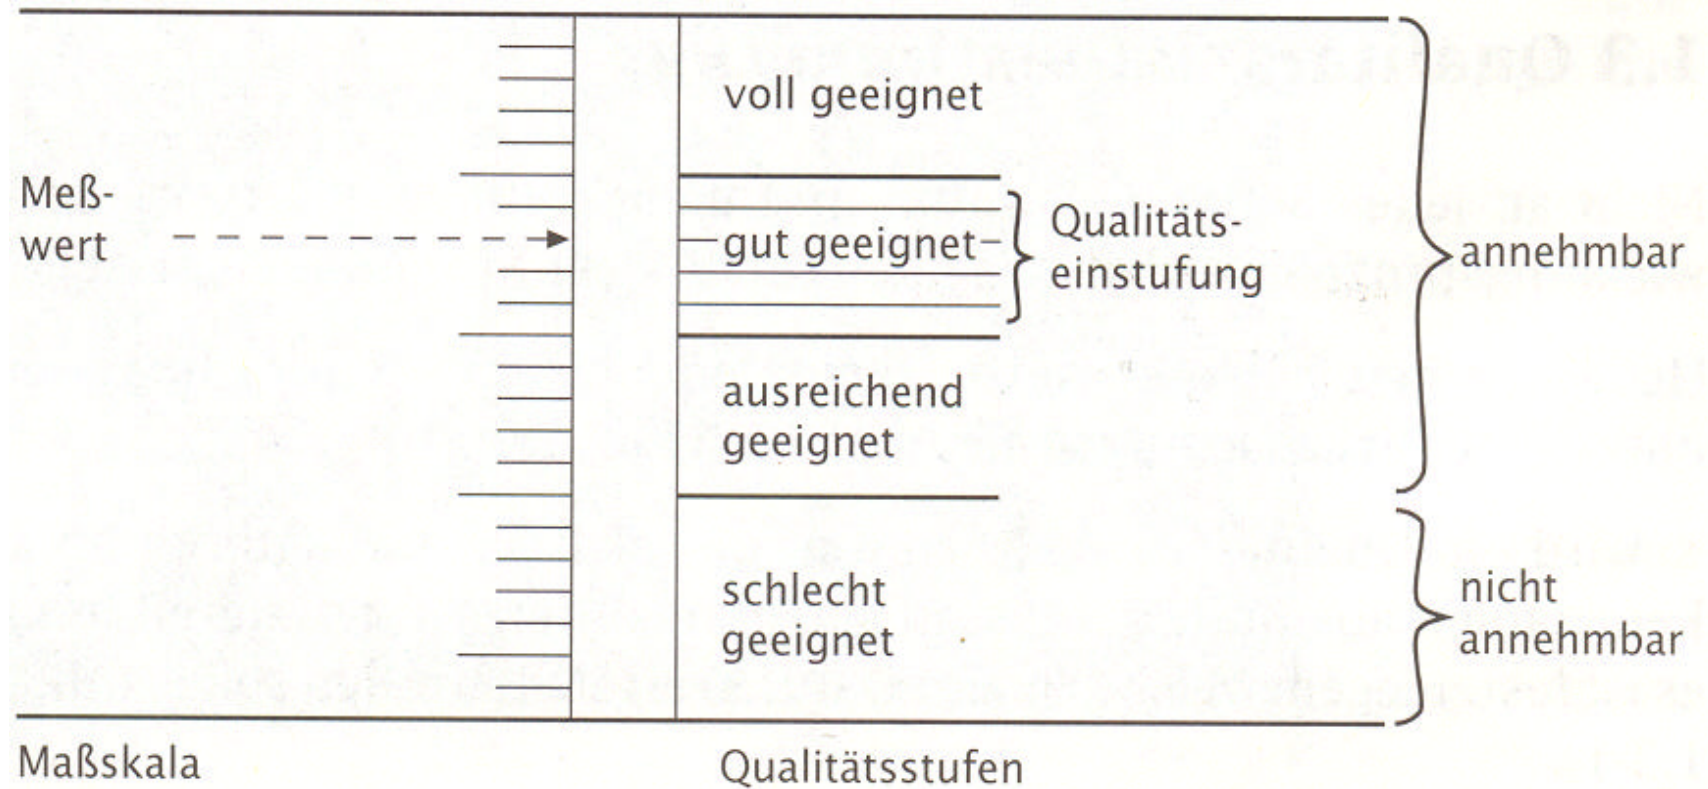 voll geeignet
Meß-
wert
gut geeignet
Qualitäts-
einstufung
annehmbar
ausreichend
geeignet
schlecht
geeignet
nicht
annehmbar
Maßskala
Qualitätsstufen